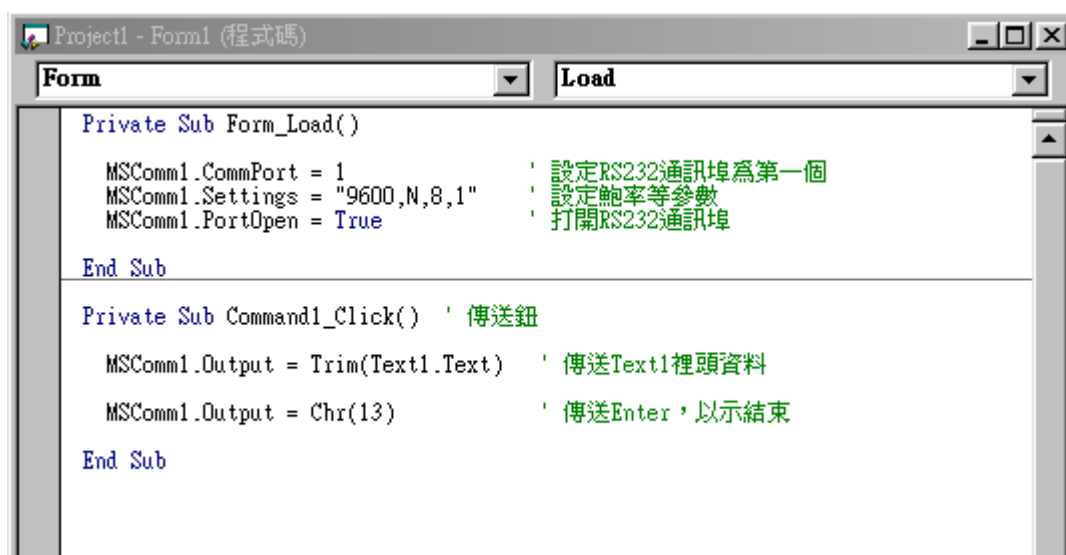 Project1 - Form1 (程式碼)
Form Load
Private Sub Form_Load()
MSComm1.CommPort = 1 ' 設定RS232通訊埠爲第一個
MSComm1.Settings = "9600,N,8,1" ' 設定鮑率等參數
MSComm1.PortOpen = True ' 打開RS232通訊埠
End Sub
Private Sub Command1_Click() ' 傳送鈕
MSComm1.Output = Trim(Text1.Text) ' 傳送Text1裡頭資料
MSComm1.Output = Chr(13) ' 傳送Enter，以示結束
End Sub